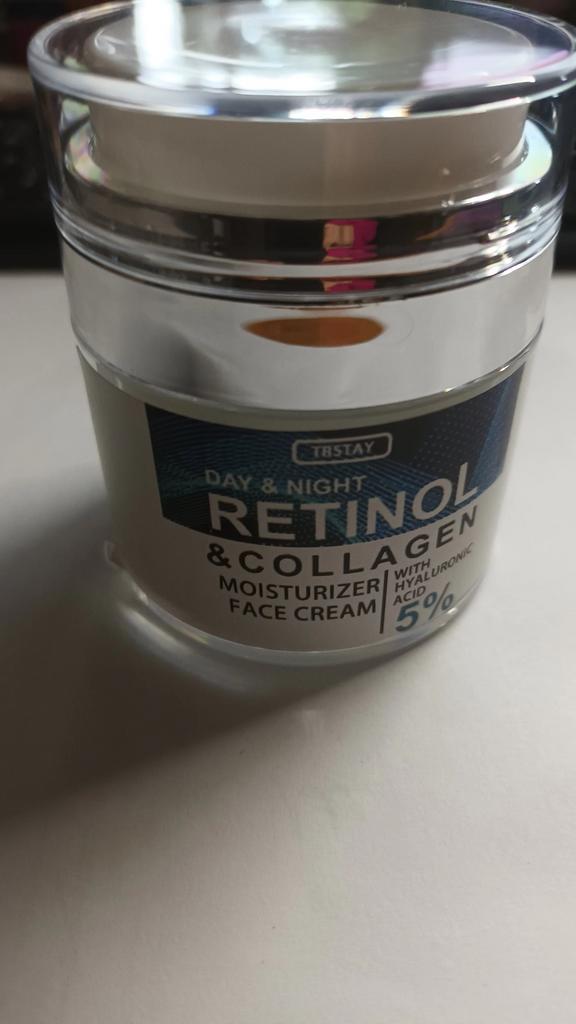 TBSTAY
DAY & NIGHT
RETINOL
& COLLAGEN
MOISTURIZER
FACE CREAM
WITH
HYALURONIC
ACID
5%